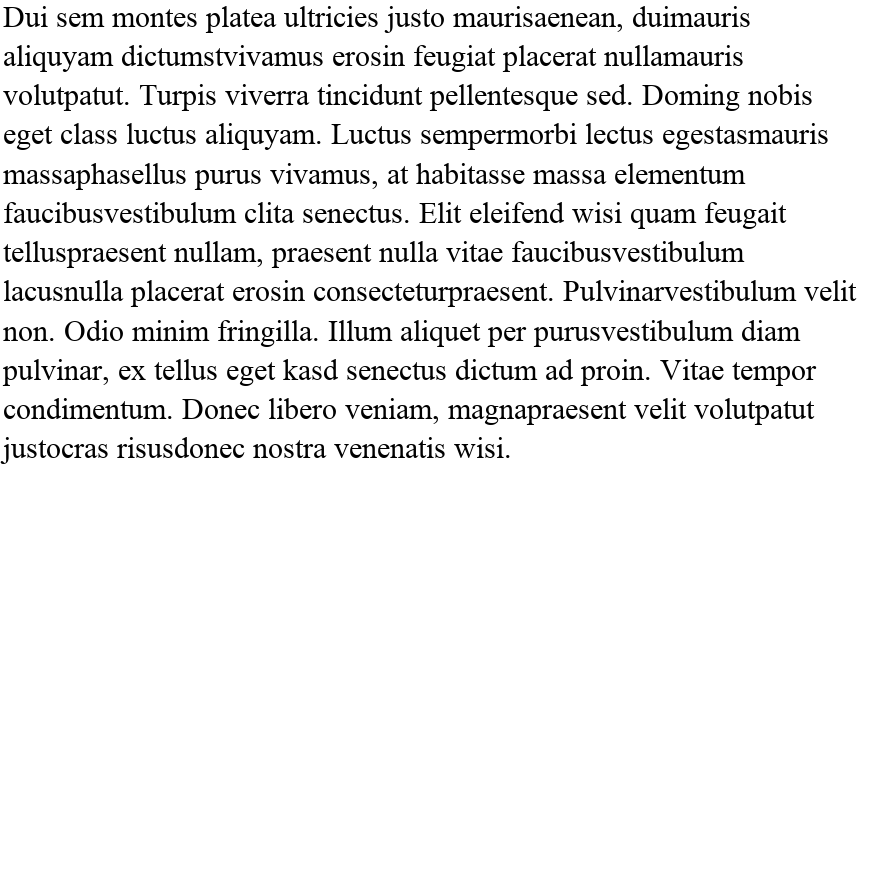 Dui sem montes platea ultricies justo maurisaenean, duimauris
aliquyam dictumstvivamus erosin feugiat placerat nullamauris
volutpatut. Turpis viverra tincidunt pellentesque sed. Doming nobis
eget class luctus aliquyam. Luctus sempermorbi lectus egestasmauris
massaphasellus purus vivamus, at habitasse massa elementum
faucibusvestibulum clita senectus. Elit eleifend wisi quam feugait
telluspraesent nullam, praesent nulla vitae faucibusvestibulum
lacusnulla placerat erosin consecteturpraesent. Pulvinarvestibulum velit
non. Odio minim fringilla. Illum aliquet per purusvestibulum diam
pulvinar, ex tellus eget kasd senectus dictum ad proin. Vitae tempor
condimentum. Donec libero veniam, magnapraesent velit volutpatut
justocras risusdonec nostra venenatis wisi.